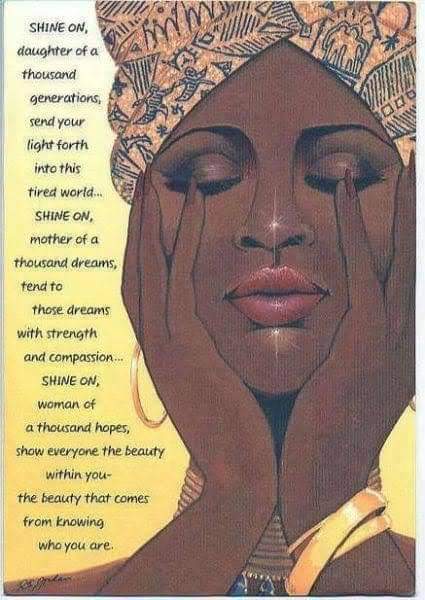 SHINE ON,
daughter of a
thousand
generations,
send your
light forth
into this
tired world...
SHINE ON,
mother of a
thousand dreams,
tend to
those dreams
with strength
and compassion...
SHINE ON,
woman of
a thousand hopes,
show everyone the beauty
within you-
the beauty that comes
from knowing
who you are.